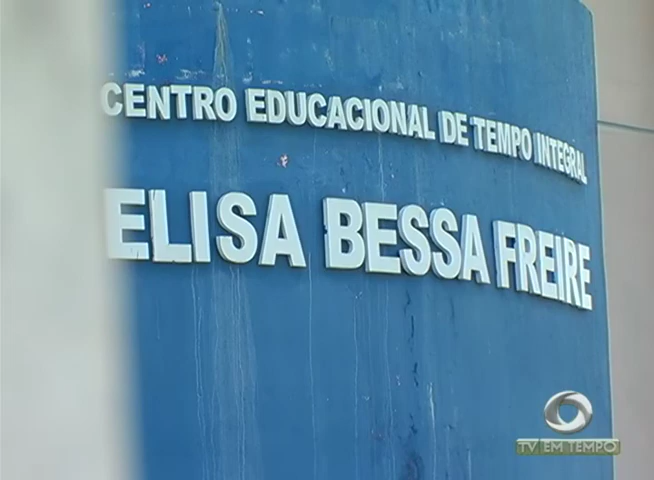 CENTRO EDUCACIONAL DE TEMPO INTEGRAL
ELISA BESSA FREIRE
TV EM TEMPO